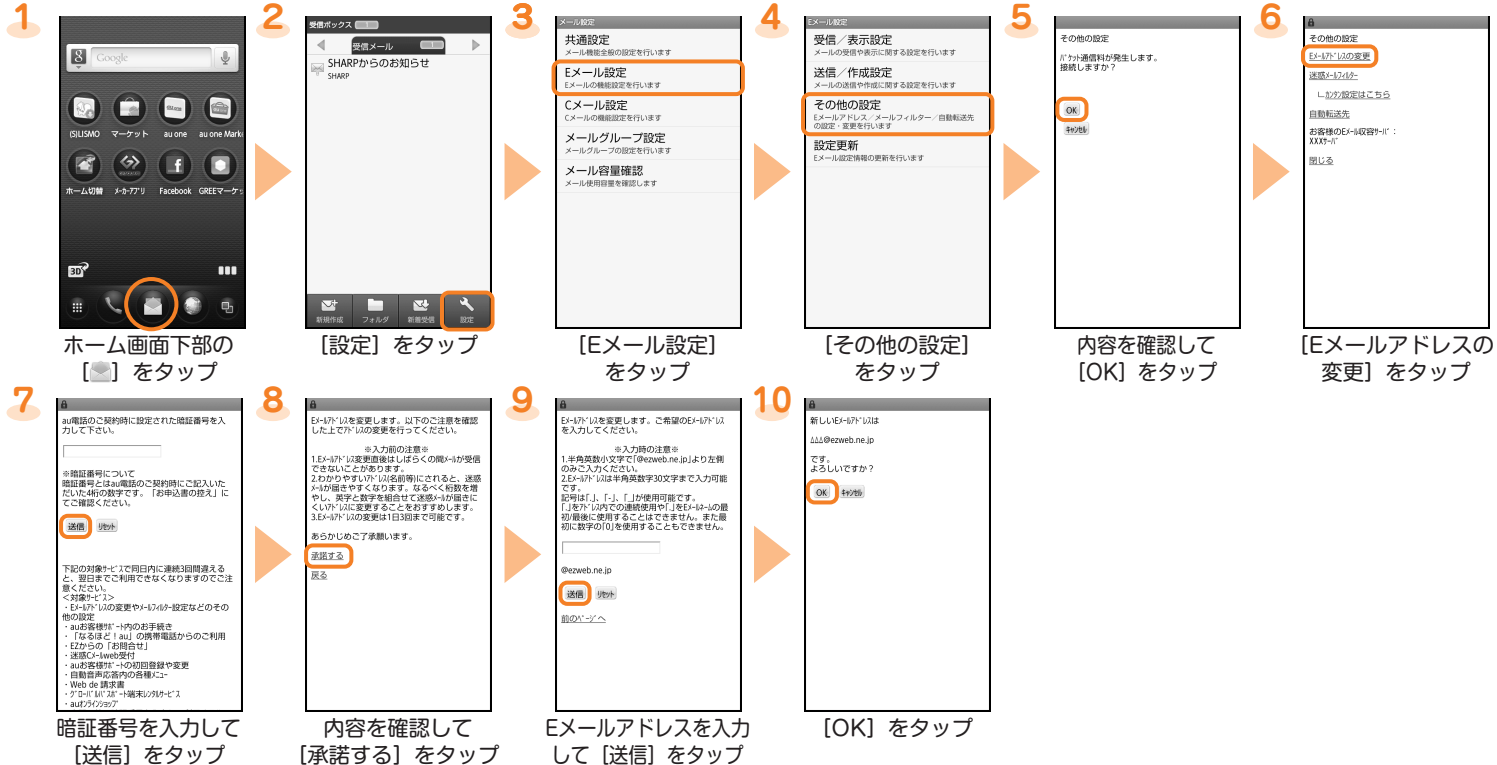 1
Google
(S)LISMO
マーケット
au one
au one Mark
ホーム切替
ﾒｰｶｰｱﾌﾟﾘ
Facebook
GREEマーケッ
3D
ホーム画面下部の
[ ] をタップ
2
受信ボックス
受信メール
SHARPからのお知らせ
SHARP
新規作成
フォルダ
新着受信
設定
[設定] をタップ
3
メール設定
共通設定
メール機能全般の設定を行います
Eメール設定
Eメールの機能設定を行います
Cメール設定
Cメールの機能設定を行います
メールグループ設定
メールグループの設定を行います
メール容量確認
メール使用容量を確認します
[Eメール設定]
をタップ
4
Eメール設定
受信／表示設定
メールの受信や表示に関する設定を行います
送信／作成設定
メールの送信や作成に関する設定を行います
その他の設定
Eメールアドレス／メールフィルター／自動転送先
の設定・変更を行います
設定更新
Eメール設定情報の更新を行います
[その他の設定]
をタップ
5
その他の設定
ﾊﾟｹｯﾄ通信料が発生します。
接続しますか？
OK
ｷｬﾝｾﾙ
内容を確認して
[OK] をタップ
6
その他の設定
Eﾒｰﾙｱﾄﾞﾚｽの変更
迷惑ﾒｰﾙﾌｨﾙﾀｰ
ｶﾝﾀﾝ設定はこちら
自動転送先
お客様のEﾒｰﾙ収容ｻｰﾊﾞ：
XXXｻｰﾊﾞ
閉じる
[Eメールアドレスの
変更] をタップ
7
au電話のご契約時に設定された暗証番号を入
力して下さい。
※暗証番号について
暗証番号とはau電話のご契約時にご記入いた
だいた4桁の数字です。「お申込書の控え」に
てご確認ください。
送信 ﾘｾｯﾄ
下記の対象ｻｰﾋﾞｽで同日内に連続3回間違える
と、翌日までご利用できなくなりますのでご注
意ください。
＜対象ｻｰﾋﾞｽ＞
・Eﾒｰﾙｱﾄﾞﾚｽの変更やﾒｰﾙﾌｨﾙﾀｰ設定などのその
他の設定
・auお客様ｻﾎﾟｰﾄ内のお手続き
・「なるほど！au」の携帯電話からのご利用
・EZからの「お問合せ」
・迷惑Cﾒｰﾙweb受付
・auお客様ｻﾎﾟｰﾄの初回登録や変更
・自動音声応答内の各種ﾒﾆｭｰ
・Web de 請求書
・ｸﾞﾛｰﾊﾞﾙﾊﾟｽﾎﾟｰﾄ端末ﾚﾝﾀﾙｻｰﾋﾞｽ
・auｵﾝﾗｲﾝｼｮｯﾌﾟ
暗証番号を入力して
[送信] をタップ
8
Eﾒｰﾙｱﾄﾞﾚｽを変更します。以下のご注意を確認
した上でｱﾄﾞﾚｽの変更を行ってください。
※入力前の注意※
1.Eﾒｰﾙｱﾄﾞﾚｽ変更直後はしばらくの間ﾒｰﾙが受信
できないことがあります。
2.わかりやすいｱﾄﾞﾚｽ(名前等)にされると、迷惑
ﾒｰﾙが届きやすくなります。なるべく桁数を増
やし、英字と数字を組合せて迷惑ﾒｰﾙが届きに
くいｱﾄﾞﾚｽに変更することをおすすめします。
3.Eﾒｰﾙｱﾄﾞﾚｽの変更は1日3回まで可能です。
あらかじめご了承願います。
承諾する
戻る
内容を確認して
[承諾する] をタップ
9
Eﾒｰﾙｱﾄﾞﾚｽを変更します。ご希望のEﾒｰﾙｱﾄﾞﾚｽ
を入力してください。
※入力時の注意※
1.半角英数小文字で「@ezweb.ne.jp」より左側
のみご入力ください。
2.Eﾒｰﾙｱﾄﾞﾚｽは半角英数字30文字まで入力可能
です。
記号は「.」、「-」、「_」が使用可能です。
「.」をｱﾄﾞﾚｽ内での連続使用や「.」をEﾒｰﾙﾈｰﾑの最
初/最後に使用することはできません。また最
初に数字の「0」を使用することもできません。
@ezweb.ne.jp
送信 ﾘｾｯﾄ
前のﾍﾟｰｼﾞへ
Eメールアドレスを入力
して [送信] をタップ
10
新しいEﾒｰﾙｱﾄﾞﾚｽは
△△△@ezweb.ne.jp
です。
よろしいですか？
OK ｷｬﾝｾﾙ
[OK] をタップ